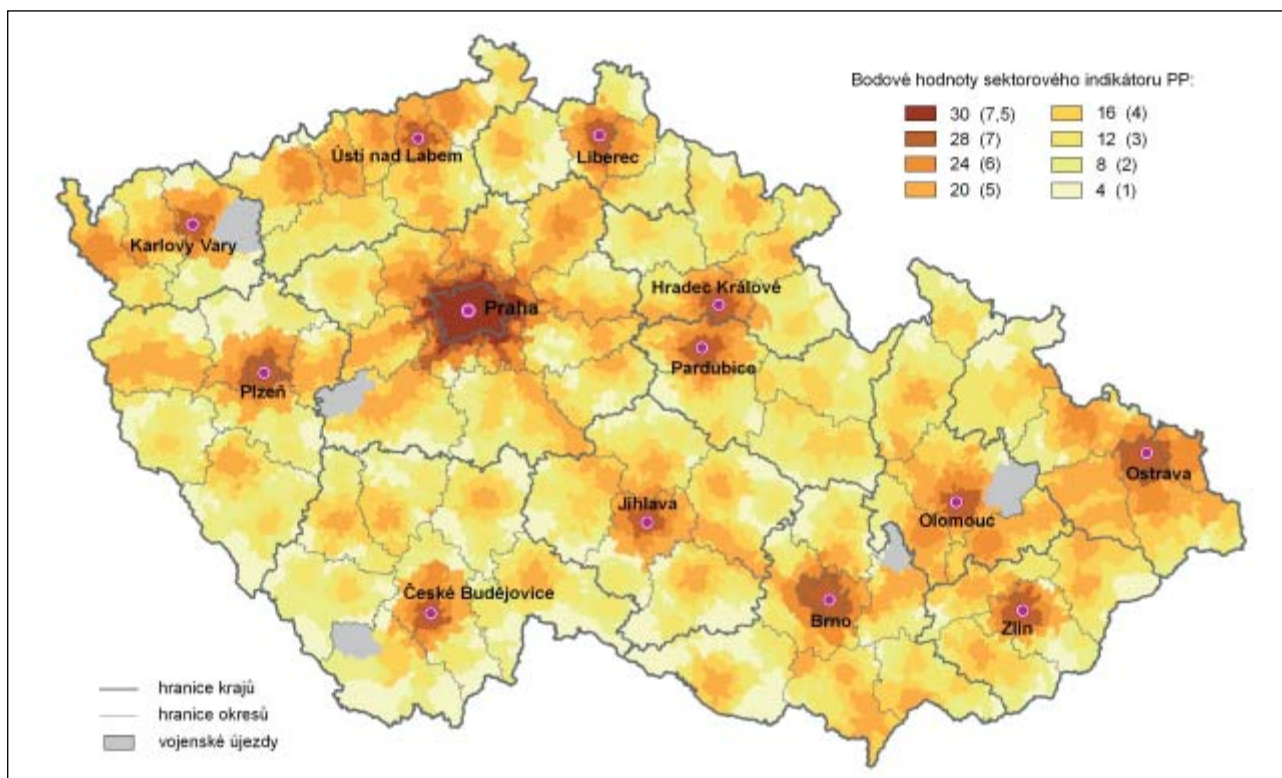 Bodové hodnoty sektorového indikátoru PP:
30 (7,5)
28 (7)
24 (6)
20 (5)
16 (4)
12 (3)
8 (2)
4 (1)
Ústí nad Labem
Liberec
Karlovy Vary
Hradec Králové
Praha
Pardubice
Plzeň
Ostrava
Jihlava
Olomouc
České Budějovice
Brno
Zlín
hranice krajů
hranice okresů
vojenské újezdy